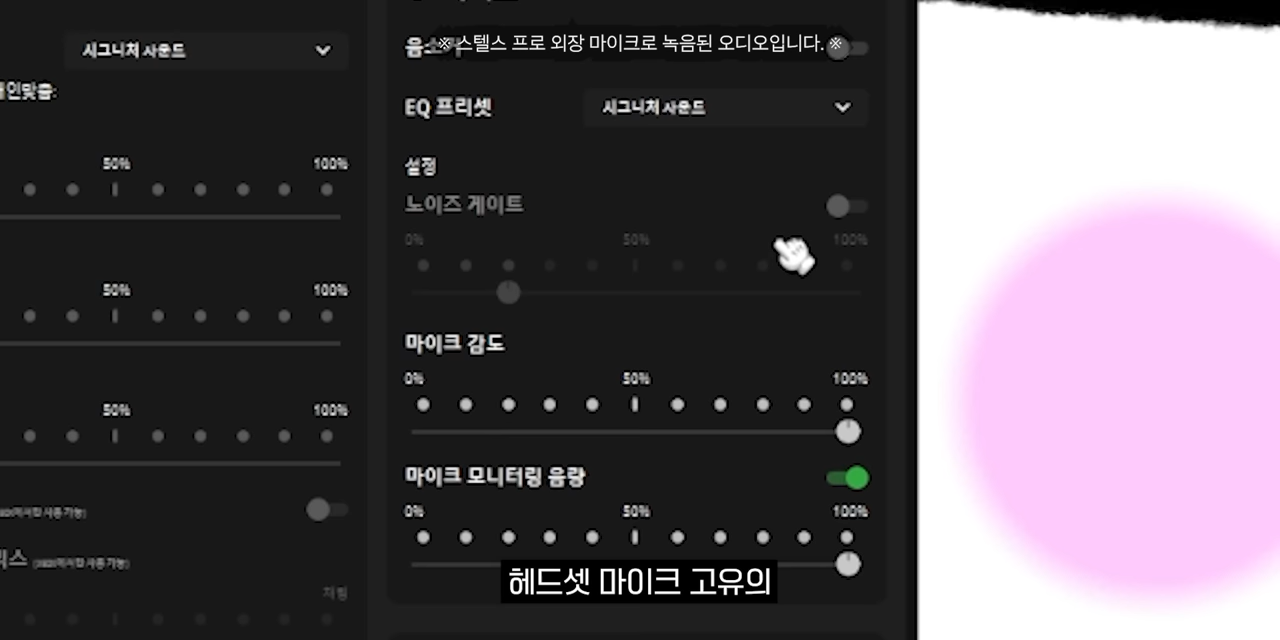 시그니처 사운드
※ 스텔스 프로 외장 마이크로 녹음된 오디오입니다. ※
EQ 프리셋
시그니처 사운드
50%
100%
설정
노이즈 게이트
0%
50%
100%
50%
100%
마이크 감도
0%
50%
100%
50%
100%
마이크 모니터링 음량
0%
50%
100%
헤드셋 마이크 고유의
채팅